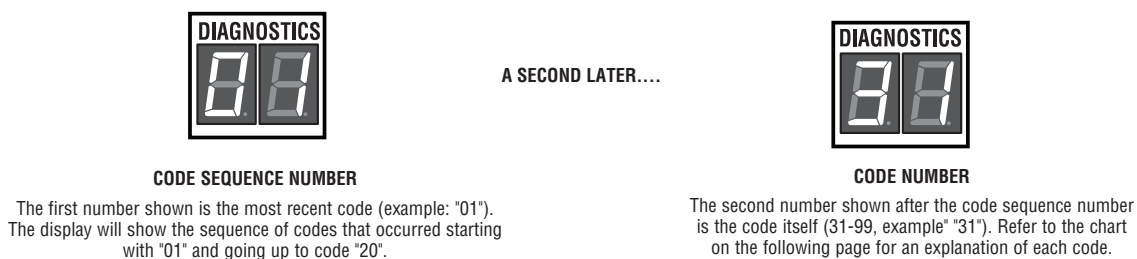 DIAGNOSTICS
01
A SECOND LATER....
DIAGNOSTICS
31
CODE SEQUENCE NUMBER
The first number shown is the most recent code (example: "01").
The display will show the sequence of codes that occurred starting
with "01" and going up to code "20".
CODE NUMBER
The second number shown after the code sequence number
is the code itself (31-99, example" "31"). Refer to the chart
on the following page for an explanation of each code.